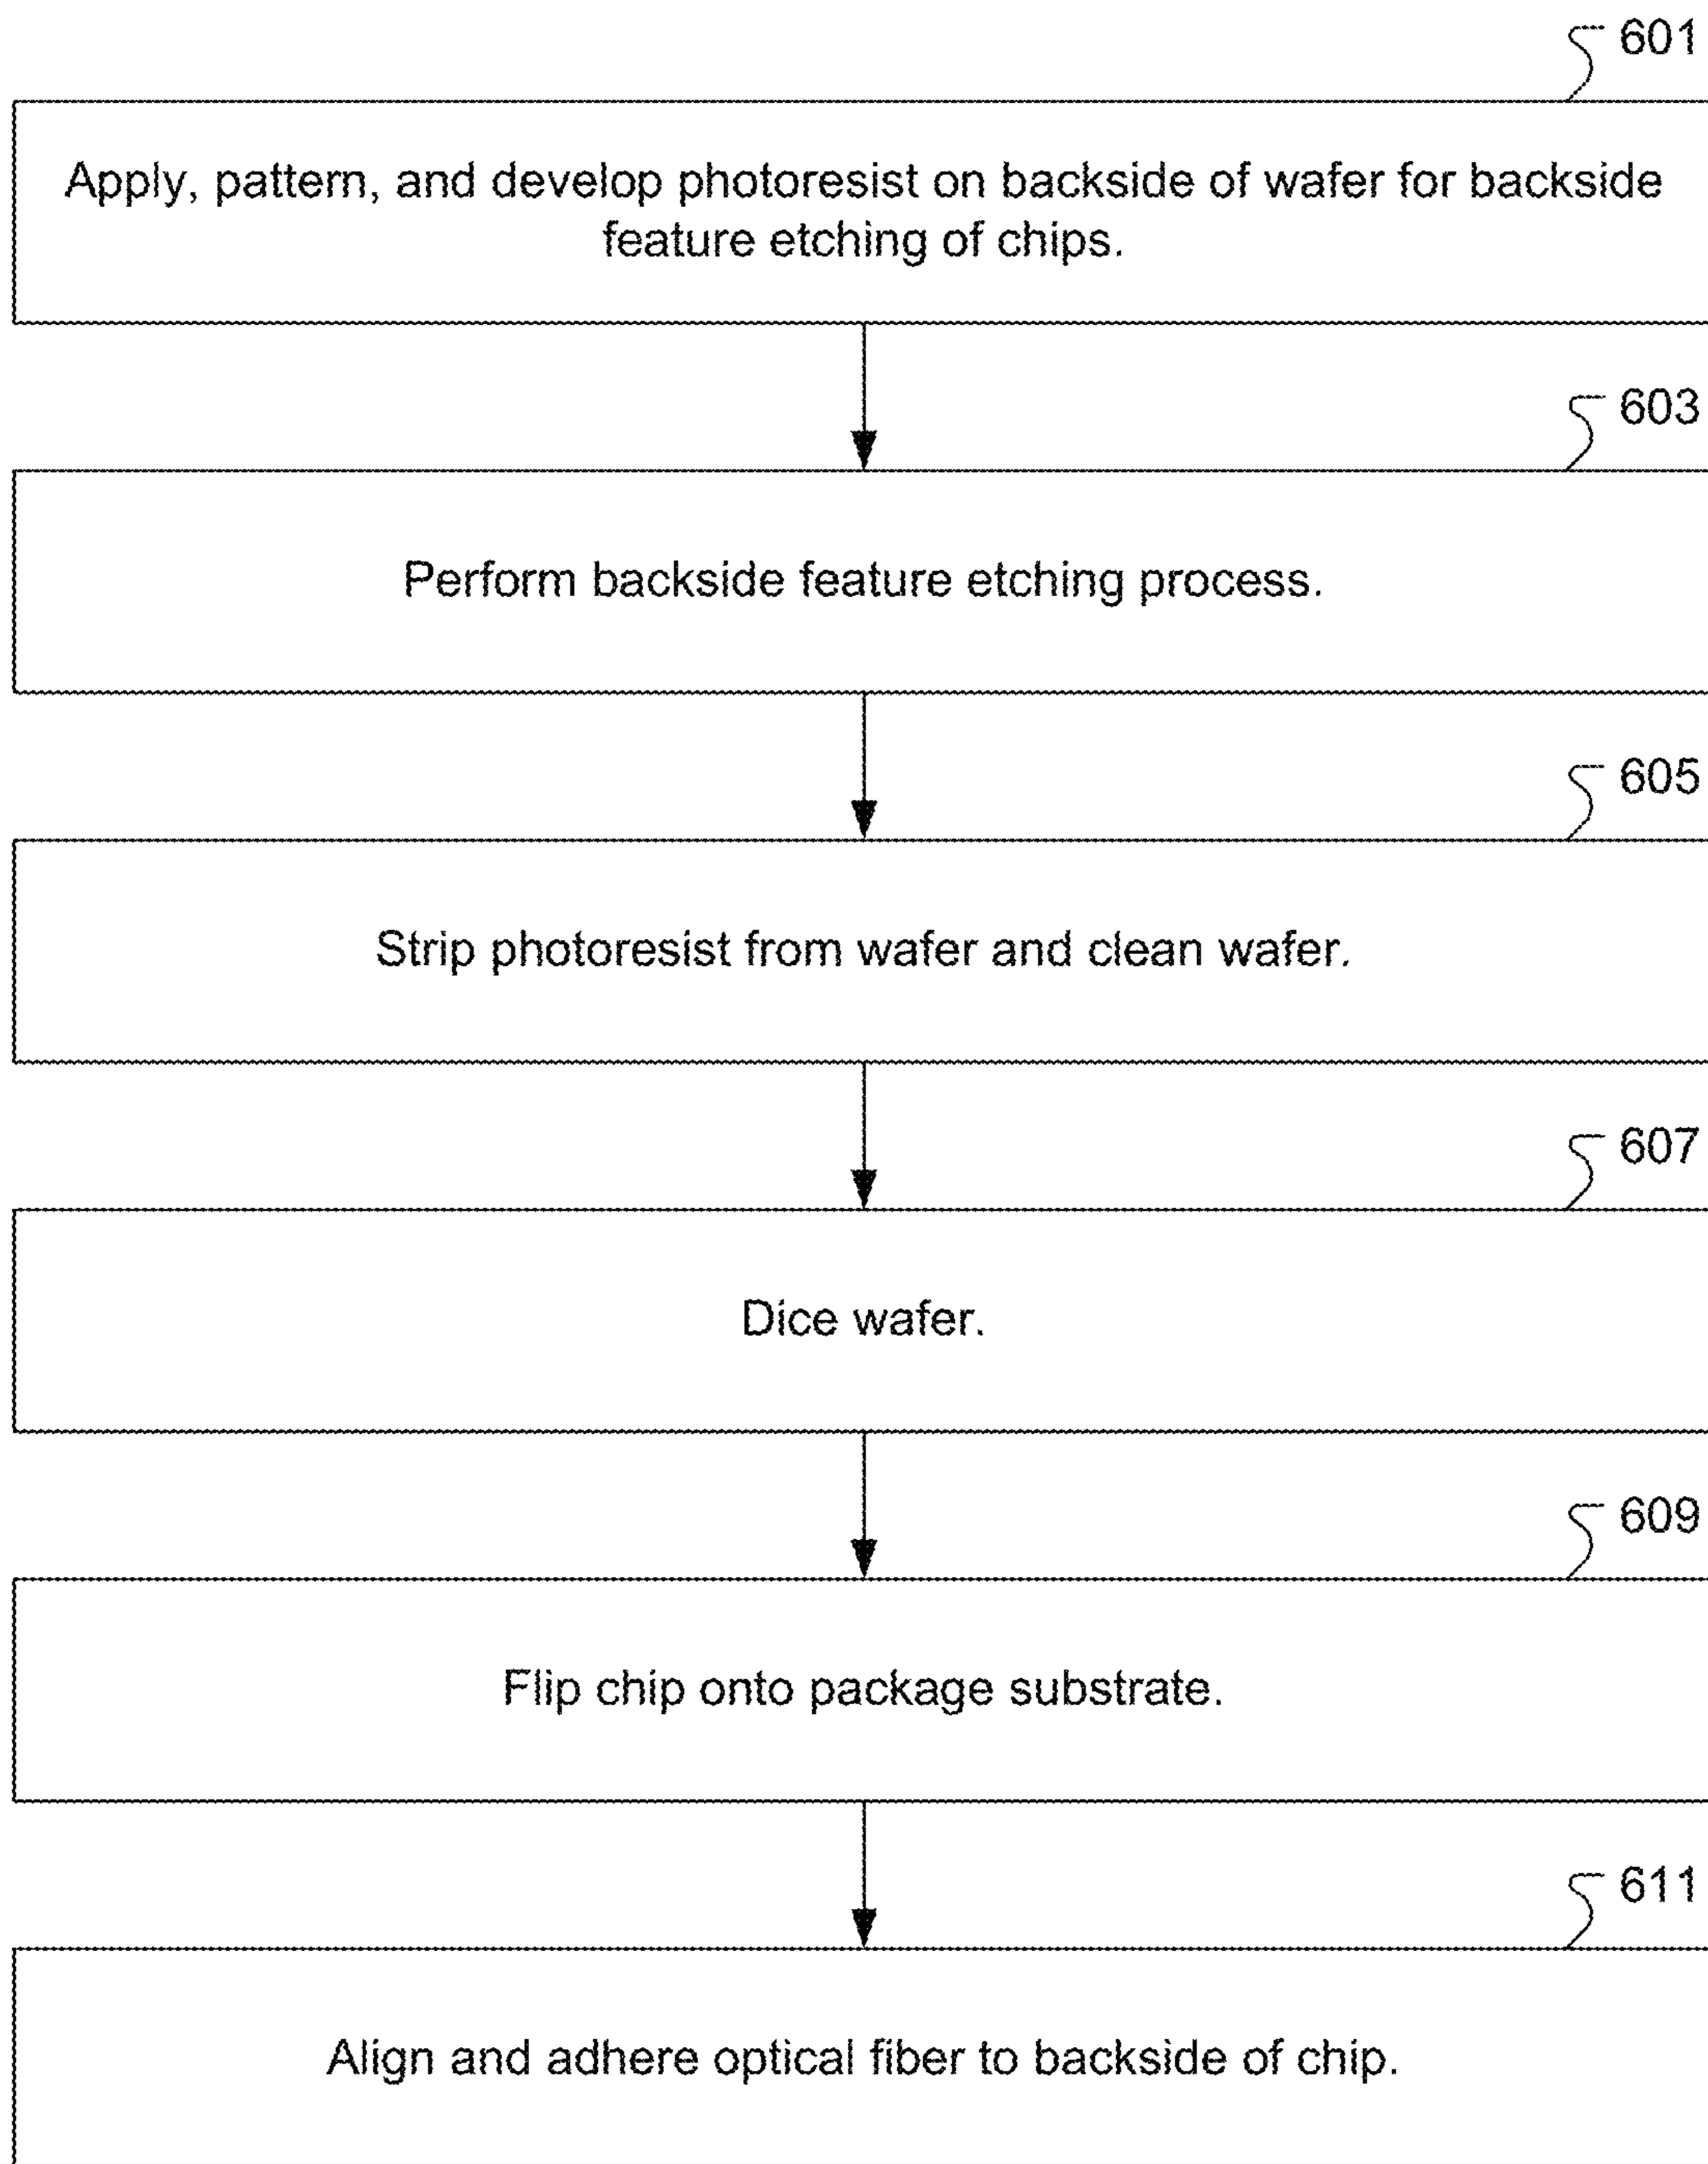 601
Apply, pattern, and develop photoresist on backside of wafer for backside
feature etching of chips.
603
Perform backside feature etching process.
605
Strip photoresist from wafer and clean wafer.
607
Dice wafer.
609
Flip chip onto package substrate.
611
Align and adhere optical fiber to backside of chip.